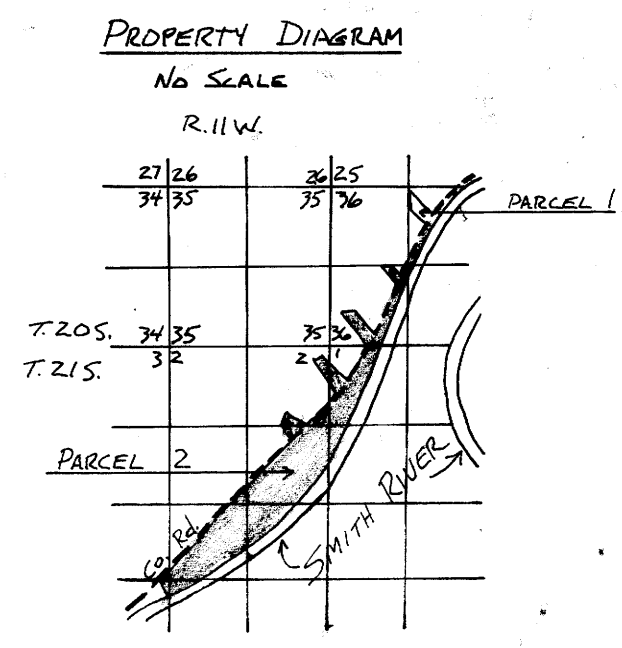 PROPERTY DIAGRAM
NO SCALE
R.11W.
27 26 26 25
34 35 35 36
PARCEL 1
T.20S. 34 35 35 36
T.21S. 3 2 2 1
PARCEL 2
Co. Rd.
SMITH RIVER